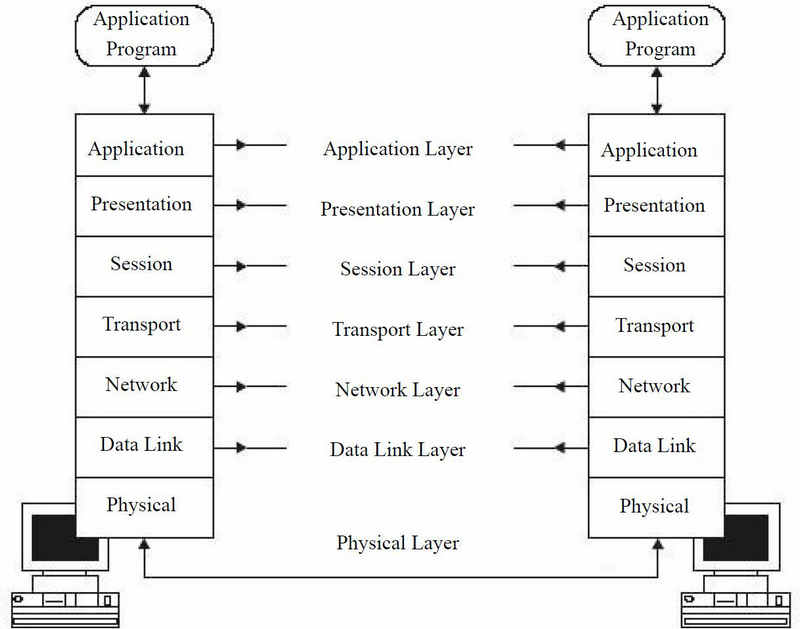 Application
Program
Application
Program
Application
Application Layer
Application
Presentation
Presentation Layer
Presentation
Session
Session Layer
Session
Transport
Transport Layer
Transport
Network
Network Layer
Network
Data Link
Data Link Layer
Data Link
Physical
Physical Layer
Physical